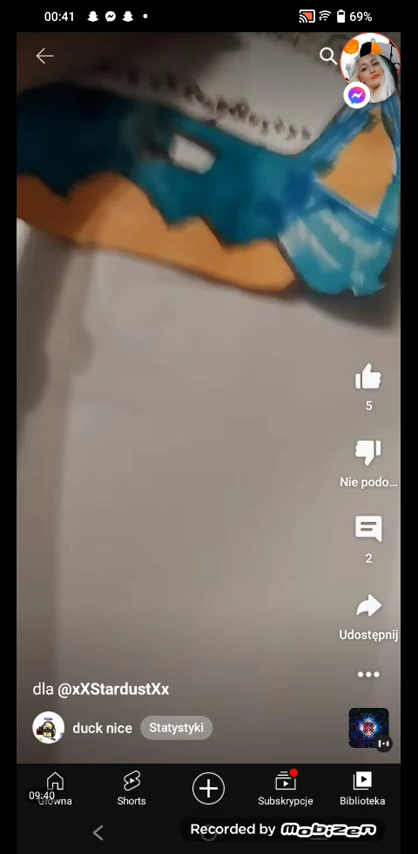 00:41
69%
5
Nie podo...
2
Udostępnij
dla @xXStardustXx
duck nice Statystyki
Główna
Shorts
Subskrypcje
Biblioteka
09:40
Recorded by mobizen